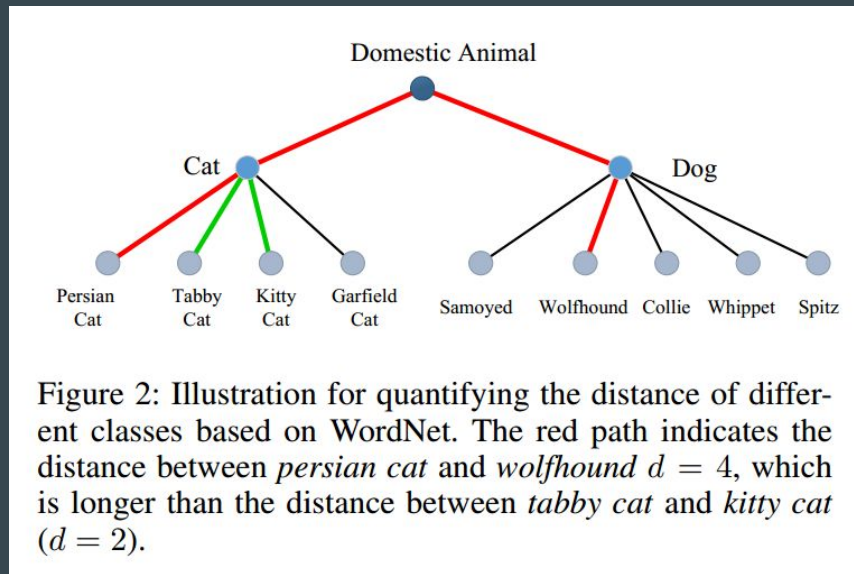 Domestic Animal
Cat
Dog
Persian Cat
Tabby Cat
Kitty Cat
Garfield Cat
Samoyed
Wolfhound
Collie
Whippet
Spitz
Figure 2: Illustration for quantifying the distance of differ-
ent classes based on WordNet. The red path indicates the
distance between persian cat and wolfhound d = 4, which
is longer than the distance between tabby cat and kitty cat
(d = 2).